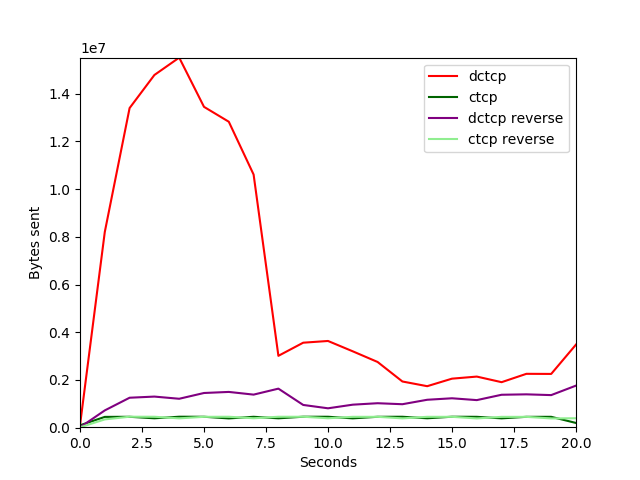 1e7
1.4
1.2
1.0
0.8
0.6
0.4
0.2
0.0
Bytes sent
0.0 2.5 5.0 7.5 10.0 12.5 15.0 17.5 20.0
Seconds
dctcp
ctcp
dctcp reverse
ctcp reverse